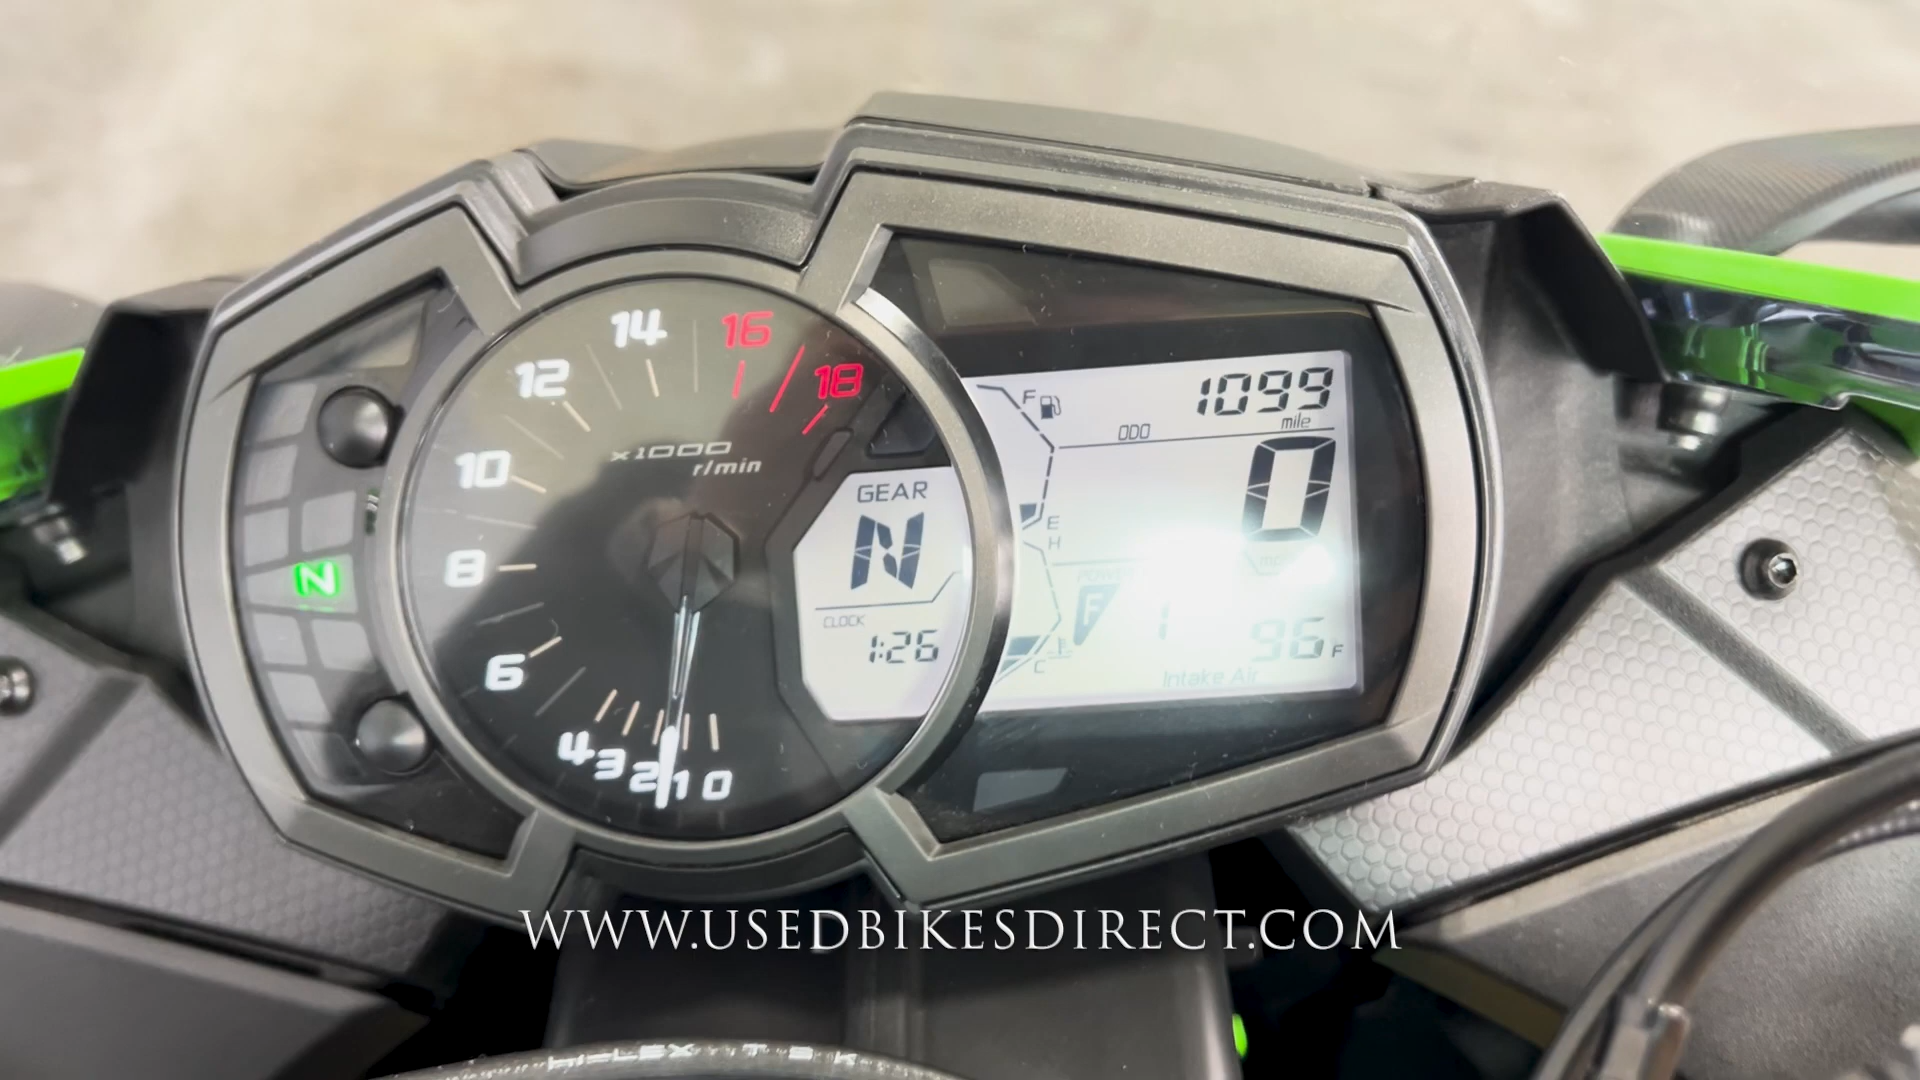 14
16
12
18
x1000
r/min
10
8
6
4 3 2 1 0
N
GEAR
N
CLOCK
1:26
F
1099
ODO
mile
0
E
H
F
1
C
96 F
Intake Air
WWW.USEDBIKESDIRECT.COM